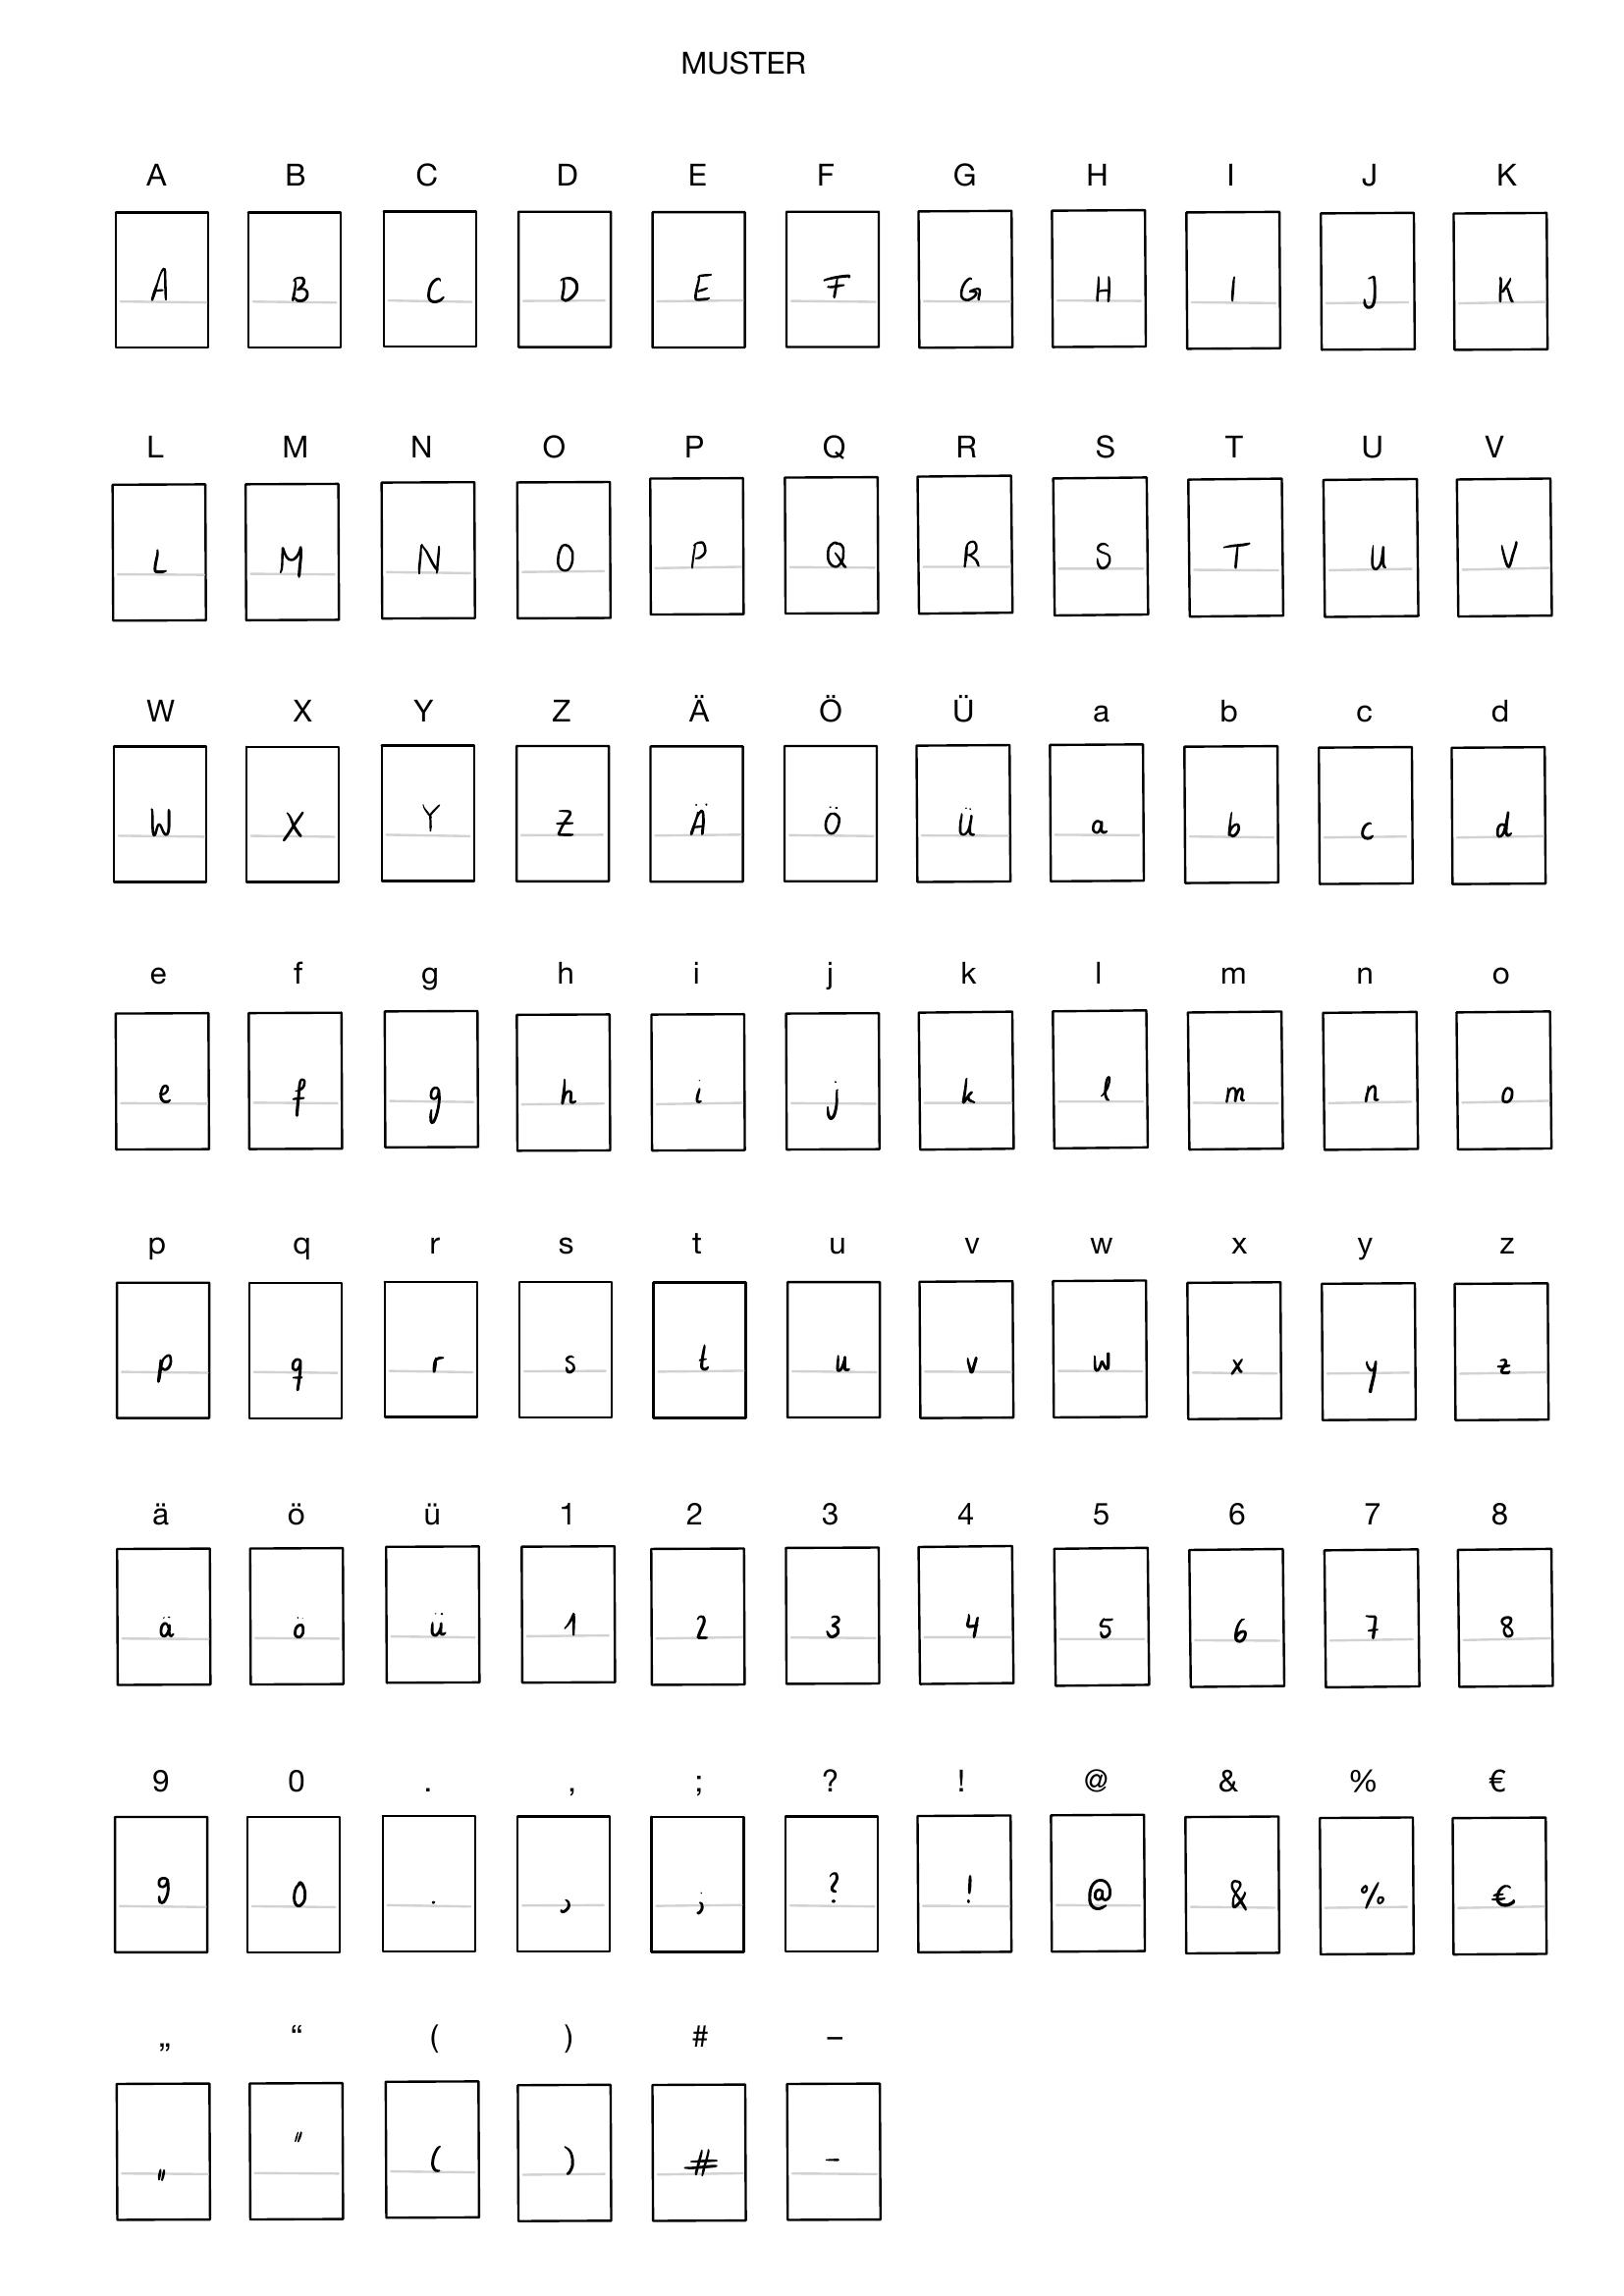 MUSTER
A B C D E F G H I J K
A B C D E F G H I J K
L M N O P Q R S T U V
L M N O P Q R S T U V
W X Y Z Ä Ö Ü a b c d
W X Y Z Ä Ö Ü a b c d
e f g h i j k l m n o
e f g h i j k l m n o
p q r s t u v w x y z
p q r s t u v w x y z
ä ö ü 1 2 3 4 5 6 7 8
ä ö ü 1 2 3 4 5 6 7 8
9 0 . , ; ? ! @ & % €
9 0 . , ; ? ! @ & % €
„ “ ( ) # –
„ " ( ) # -